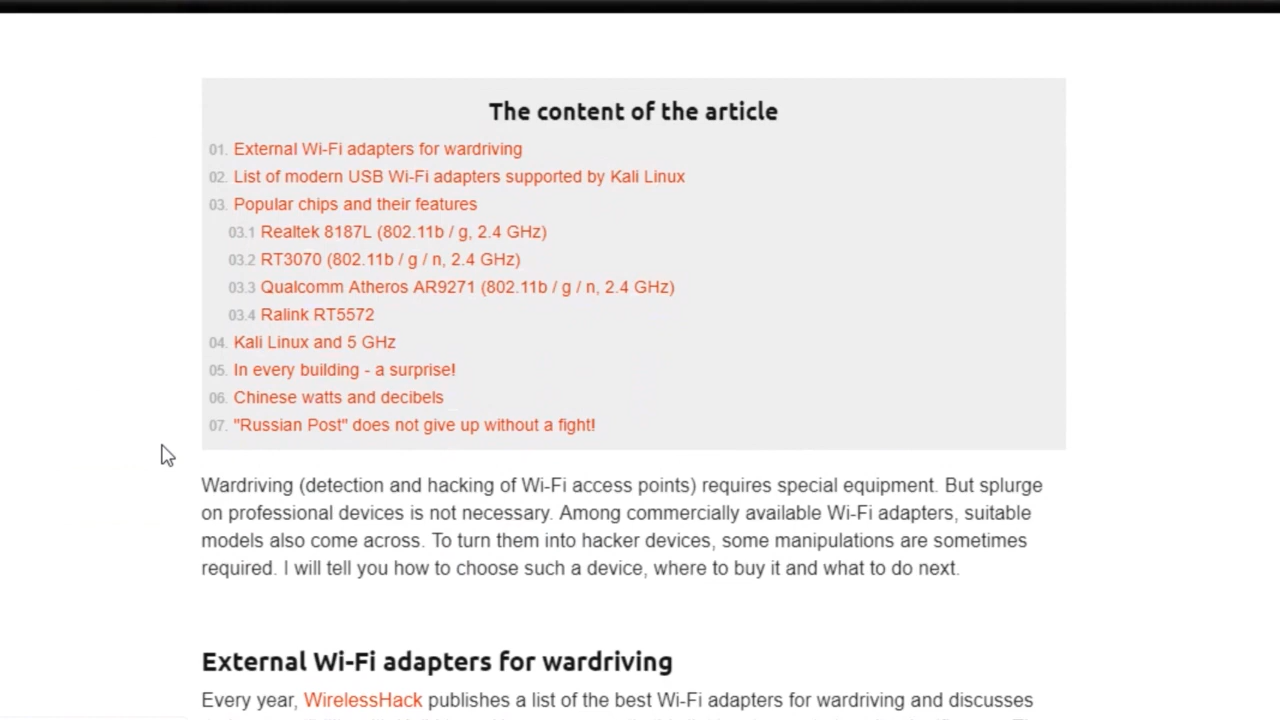 The content of the article
01. External Wi-Fi adapters for wardriving
02. List of modern USB Wi-Fi adapters supported by Kali Linux
03. Popular chips and their features
03.1 Realtek 8187L (802.11b / g, 2.4 GHz)
03.2 RT3070 (802.11b / g / n, 2.4 GHz)
03.3 Qualcomm Atheros AR9271 (802.11b / g / n, 2.4 GHz)
03.4 Ralink RT5572
04. Kali Linux and 5 GHz
05. In every building - a surprise!
06. Chinese watts and decibels
07. "Russian Post" does not give up without a fight!
Wardriving (detection and hacking of Wi-Fi access points) requires special equipment. But splurge
on professional devices is not necessary. Among commercially available Wi-Fi adapters, suitable
models also come across. To turn them into hacker devices, some manipulations are sometimes
required. I will tell you how to choose such a device, where to buy it and what to do next.
External Wi-Fi adapters for wardriving
Every year, WirelessHack publishes a list of the best Wi-Fi adapters for wardriving and discusses